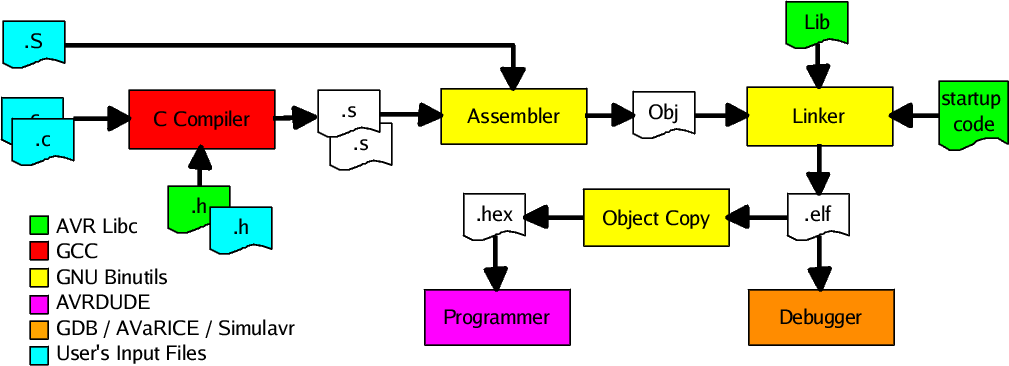 .S
Lib
.c
.c
C Compiler
.s
.s
Assembler
Obj
Linker
startup
code
.h
.h
.hex
Object Copy
.elf
AVR Libc
GCC
GNU Binutils
AVRDUDE
GDB / AVaRICE / Simulavr
User's Input Files
Programmer
Debugger